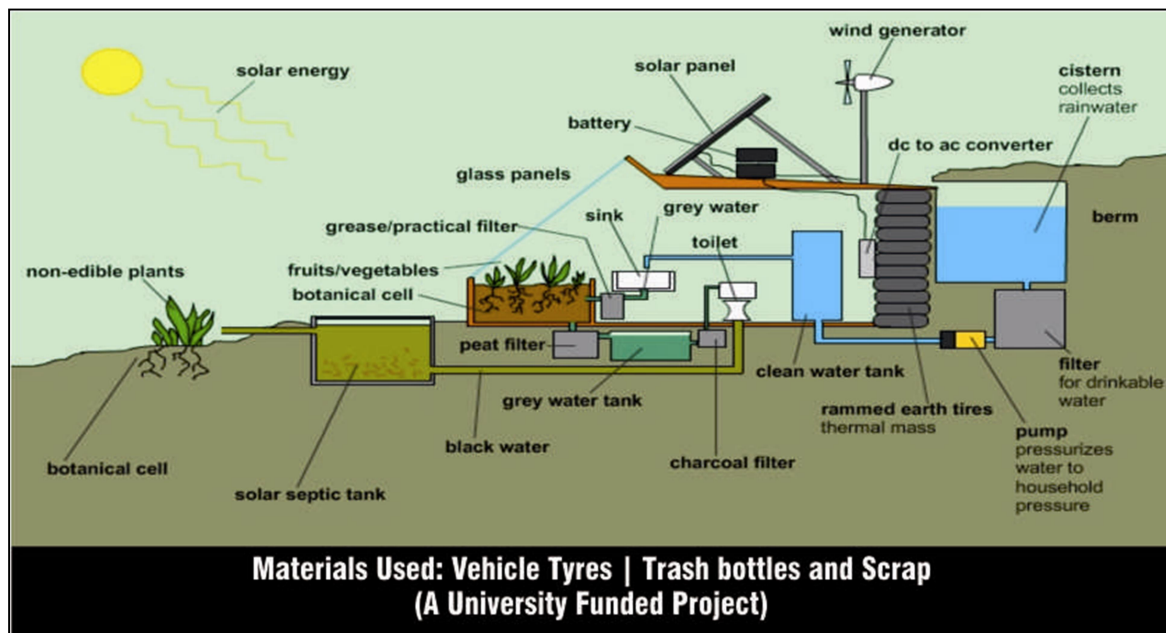 wind generator
solar panel
solar energy
cistern
collects
rainwater
battery
dc to ac converter
glass panels
grey water
sink
berm
grease/practical filter
toilet
non-edible plants
fruits/vegetables
botanical cell
peat filter
clean water tank
filter
for drinkable
water
grey water tank
rammed earth tires
thermal mass
pump
pressurizes
water to
household
pressure
black water
charcoal filter
botanical cell
solar septic tank
Materials Used: Vehicle Tyres | Trash bottles and Scrap
(A University Funded Project)